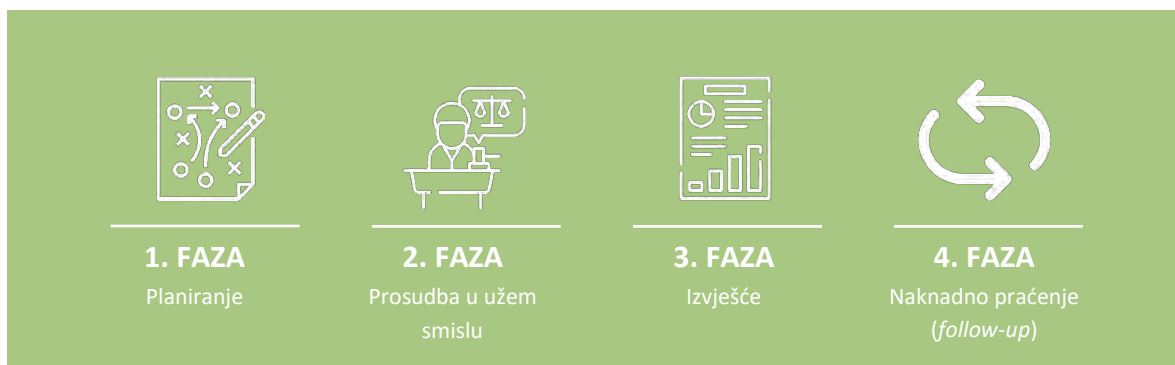 1. FAZA
Planiranje
2. FAZA
Prosudba u užem
smislu
3. FAZA
Izvješće
4. FAZA
Naknadno praćenje
(follow-up)